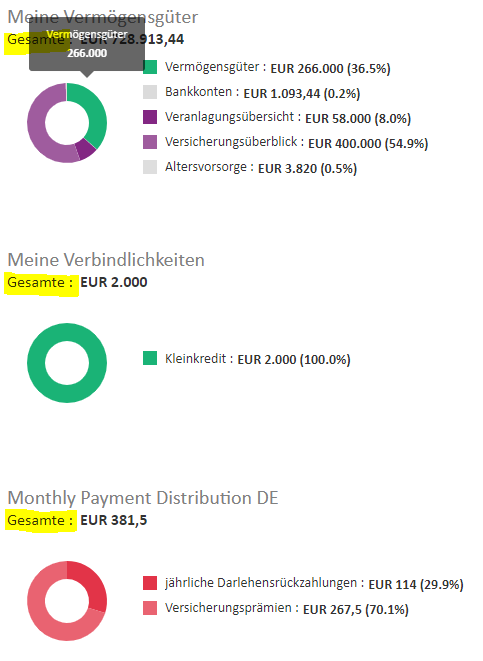 Meine Vermögensgüter
Gesamte : EUR 728.913,44
Vermögensgüter
266.000
Vermögensgüter : EUR 266.000 (36.5%)
Bankkonten : EUR 1.093,44 (0.2%)
Veranlagungsübersicht : EUR 58.000 (8.0%)
Versicherungsüberblick : EUR 400.000 (54.9%)
Altersvorsorge : EUR 3.820 (0.5%)
Meine Verbindlichkeiten
Gesamte : EUR 2.000
Kleinkredit : EUR 2.000 (100.0%)
Monthly Payment Distribution DE
Gesamte : EUR 381,5
jährliche Darlehensrückzahlungen : EUR 114 (29.9%)
Versicherungsprämien : EUR 267,5 (70.1%)